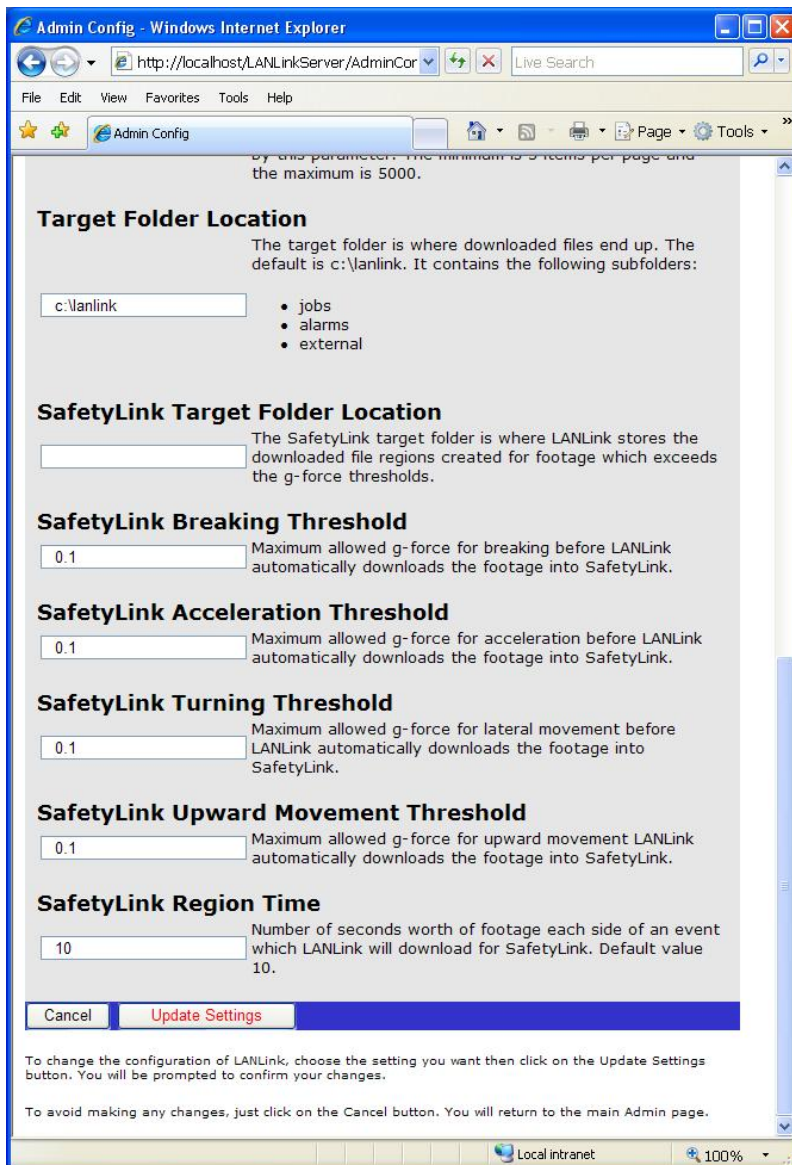 Admin Config - Windows Internet Explorer
http://localhost/LANLinkServer/AdminCor
Live Search
File Edit View Favorites Tools Help
Admin Config
Page Tools
by this parameter. The minimum is 5 items per page and
the maximum is 5000.
Target Folder Location
The target folder is where downloaded files end up. The
default is c:\lanlink. It contains the following subfolders:
c:\lanlink
• jobs
• alarms
• external
SafetyLink Target Folder Location
The SafetyLink target folder is where LANLink stores the
downloaded file regions created for footage which exceeds
the g-force thresholds.
SafetyLink Breaking Threshold
0.1
Maximum allowed g-force for breaking before LANLink
automatically downloads the footage into SafetyLink.
SafetyLink Acceleration Threshold
0.1
Maximum allowed g-force for acceleration before LANLink
automatically downloads the footage into SafetyLink.
SafetyLink Turning Threshold
0.1
Maximum allowed g-force for lateral movement before
LANLink automatically downloads the footage into
SafetyLink.
SafetyLink Upward Movement Threshold
0.1
Maximum allowed g-force for upward movement LANLink
automatically downloads the footage into SafetyLink.
SafetyLink Region Time
10
Number of seconds worth of footage each side of an event
which LANLink will download for SafetyLink. Default value
10.
Cancel Update Settings
To change the configuration of LANLink, choose the setting you want then click on the Update Settings
button. You will be prompted to confirm your changes.
To avoid making any changes, just click on the Cancel button. You will return to the main Admin page.
Local intranet 100%